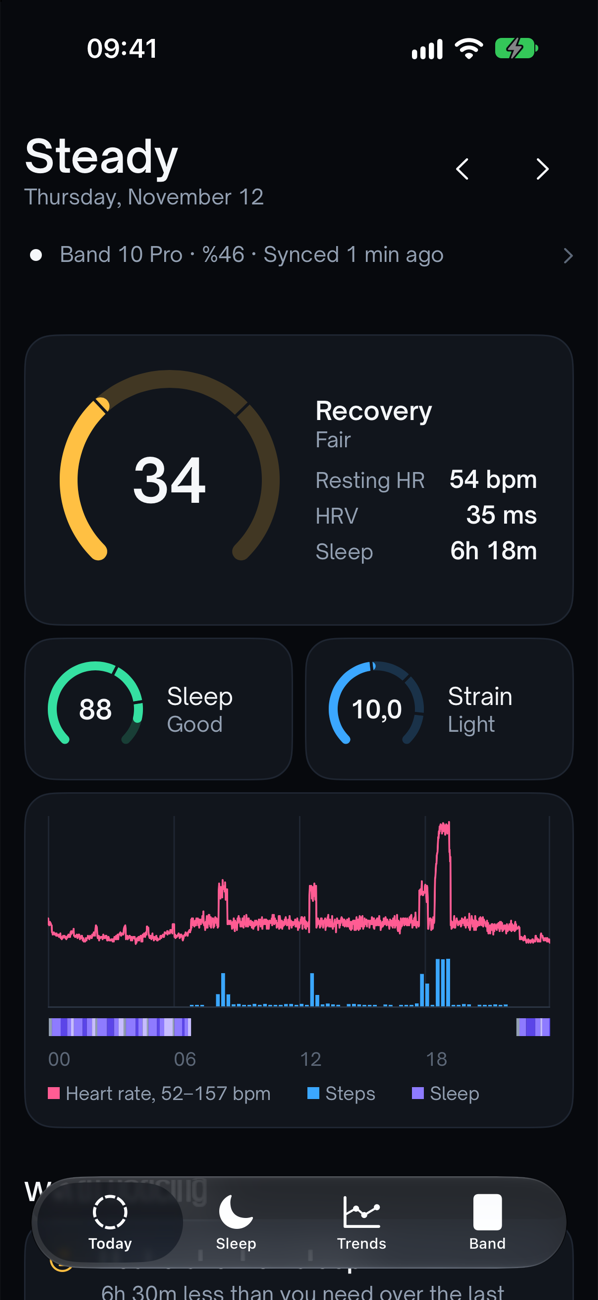 09:41
Steady
Thursday, November 12
Band 10 Pro · %46 · Synced 1 min ago
34
Recovery
Fair
Resting HR 54 bpm
HRV 35 ms
Sleep 6h 18m
88
Sleep
Good
10,0
Strain
Light
00 06 12 18
Heart rate, 52–157 bpm Steps Sleep
Today Sleep Trends Band
6h 30m less than you need over the last